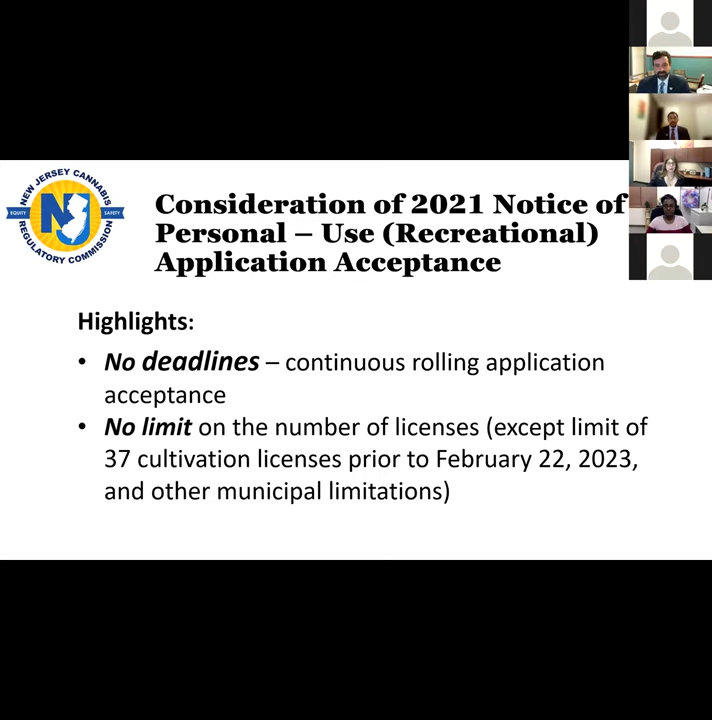 NEW JERSEY CANNABIS
EQUITY
NJ
SAFETY
REGULATORY COMMISSION
Consideration of 2021 Notice of
Personal – Use (Recreational)
Application Acceptance
Highlights:
• No deadlines – continuous rolling application
acceptance
• No limit on the number of licenses (except limit of
37 cultivation licenses prior to February 22, 2023,
and other municipal limitations)